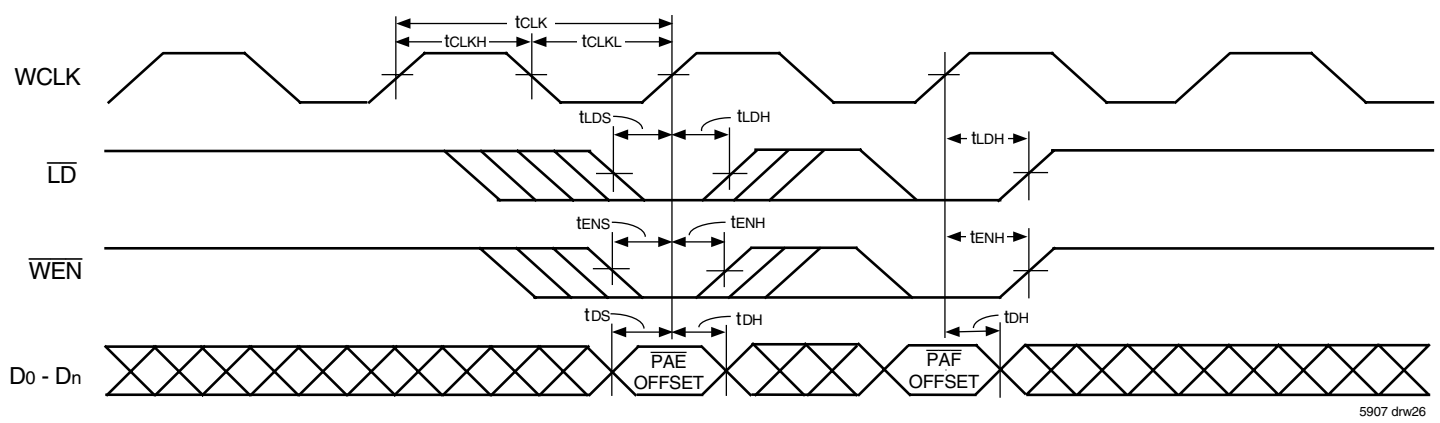 tCLK
tCLKH tCLKL
WCLK
tLDS tLDH tLDH
LD
tENS tENH tENH
WEN
tDS tDH tDH
D0 - Dn
PAE
OFFSET
PAF
OFFSET
5907 drw26